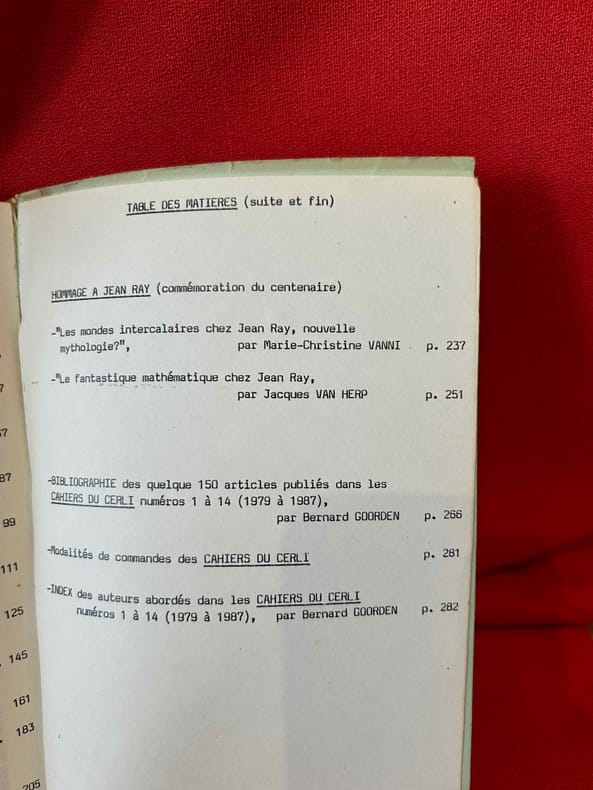 TABLE DES MATIERES (suite et fin)
HOMMAGE A JEAN RAY (commémoration du centenaire)
-"Les mondes intercalaires chez Jean Ray, nouvelle
mythologie?", par Marie-Christine VANNI p. 237
-"Le fantastique mathématique chez Jean Ray,
par Jacques VAN HERP p. 251
-BIBLIOGRAPHIE des quelque 150 articles publiés dans les
CAHIERS DU CERLI numéros 1 à 14 (1979 à 1987),
par Bernard GOORDEN p. 266
-Modalités de commandes des CAHIERS DU CERLI p. 281
-INDEX des auteurs abordés dans les CAHIERS DU CERLI
numéros 1 à 14 (1979 à 1987), par Bernard GOORDEN p. 282
99
111
125
145
161
183
205